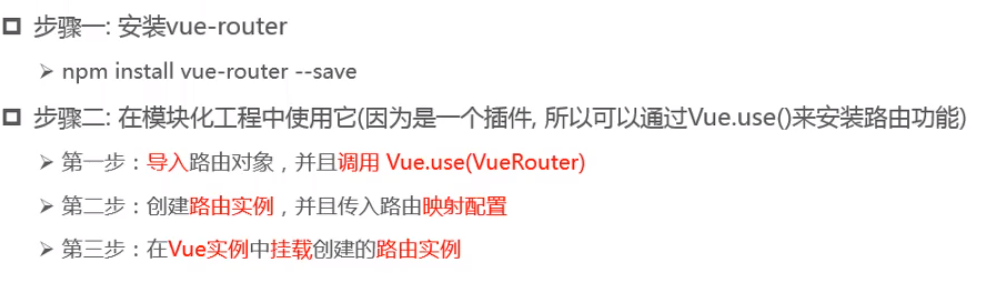 步骤一: 安装vue-router
npm install vue-router --save
步骤二: 在模块化工程中使用它(因为是一个插件, 所以可以通过Vue.use()来安装路由功能)
第一步：导入路由对象，并且调用 Vue.use(VueRouter)
第二步：创建路由实例，并且传入路由映射配置
第三步：在Vue实例中挂载创建的路由实例